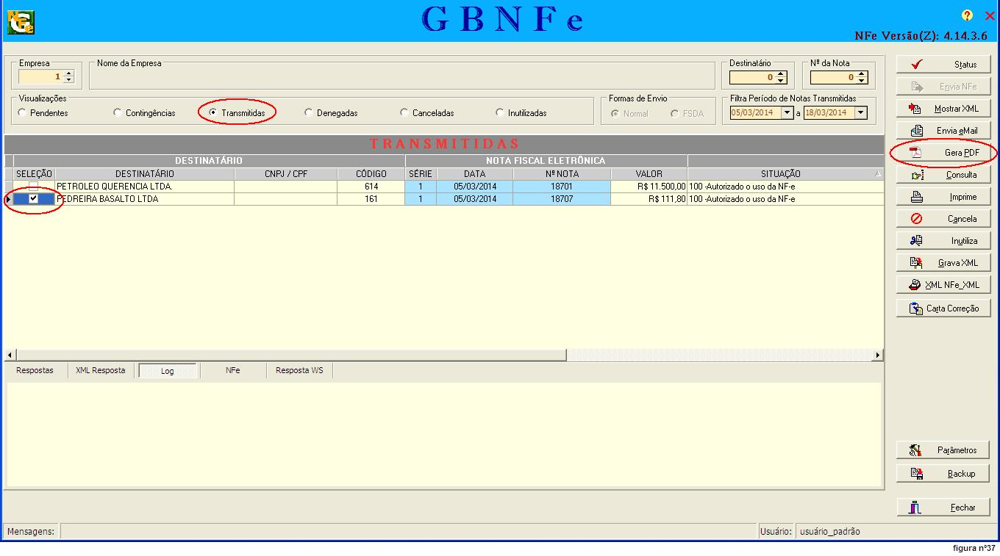 NFe
G B N F e
NFe Versão(Z): 4.14.3.6
Empresa
1
Nome da Empresa
Destinatário
0
Nº da Nota
0
Visualizações
Pendentes
Contingências
Transmitidas
Denegadas
Canceladas
Inutilizadas
Formas de Envio
Normal
FSDA
Filtra Período de Notas Transmitidas
05/03/2014 a 18/03/2014
TRANSMITIDAS
DESTINATÁRIO NOTA FISCAL ELETRÔNICA
SELEÇÃO DESTINATÁRIO CNPJ / CPF CÓDIGO SÉRIE DATA Nº NOTA VALOR SITUAÇÃO
PETROLEO QUERENCIA LTDA. 614 1 05/03/2014 18701 R$ 11.500,00 100 -Autorizado o uso da NF-e
PEDREIRA BASALTO LTDA 161 1 05/03/2014 18707 R$ 111,80 100 -Autorizado o uso da NF-e
Respostas XML Resposta Log NFe Resposta WS
Status
Envia NFe
Mostrar XML
Envia eMail
Gera PDF
Consulta
Imprime
Cancela
Inutiliza
Grava XML
XML NFe_XML
Carta Correção
Parâmetros
Backup
Fechar
Mensagens:
Usuário: usuário_padrão
figura nº37